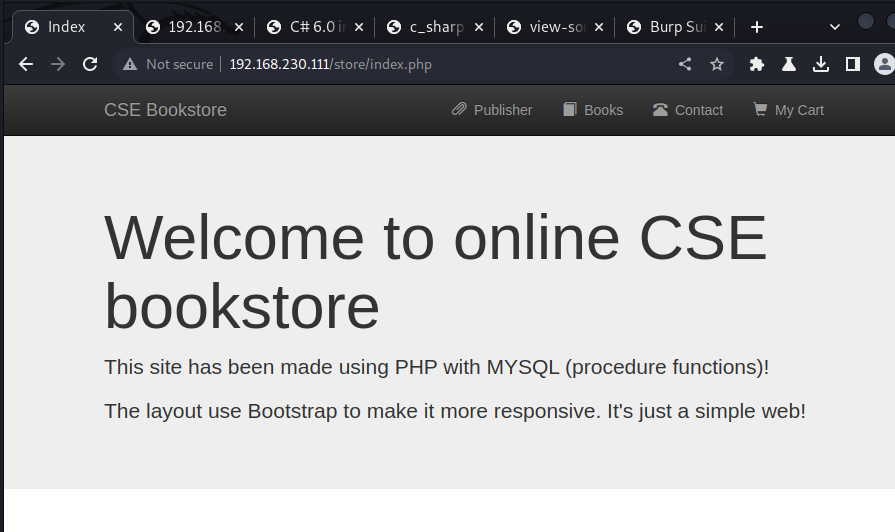 Index 192.168. C# 6.0 in c_sharp view-sou Burp Sui
Not secure 192.168.230.111/store/index.php
CSE Bookstore Publisher Books Contact My Cart
Welcome to online CSE
bookstore
This site has been made using PHP with MYSQL (procedure functions)!
The layout use Bootstrap to make it more responsive. It's just a simple web!